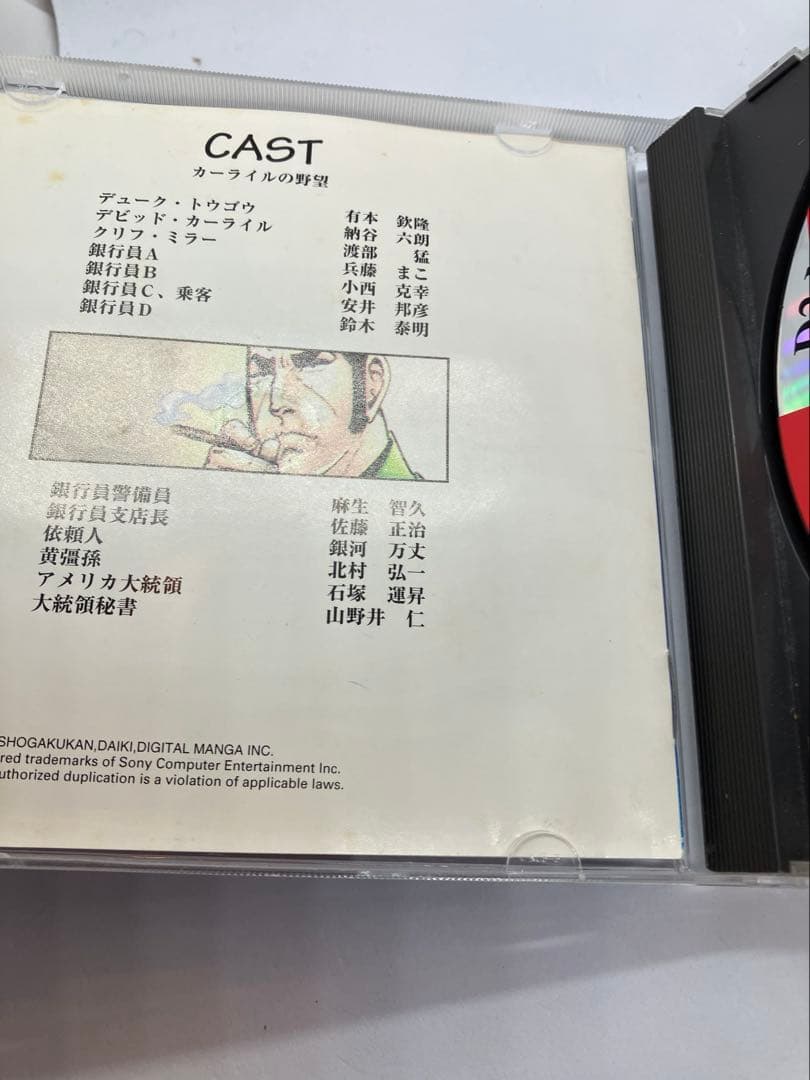 CAST
カーライルの野望
デューク・トウゴウ 有本 欽隆
デビッド・カーライル 納谷 六朗
クリフ・ミラー 渡部 猛
銀行員A 兵藤 まこ
銀行員B 小西 克幸
銀行員C、乗客 安井 邦彦
銀行員D 鈴木 泰明
銀行員警備員 麻生 智久
銀行員支店長 佐藤 正治
依頼人 銀河 万丈
黄彊孫 北村 弘一
アメリカ大統領 石塚 運昇
大統領秘書 山野井 仁
SHOGAKUKAN,DAIKI,DIGITAL MANGA INC.
red trademarks of Sony Computer Entertainment Inc.
uthorized duplication is a violation of applicable laws.